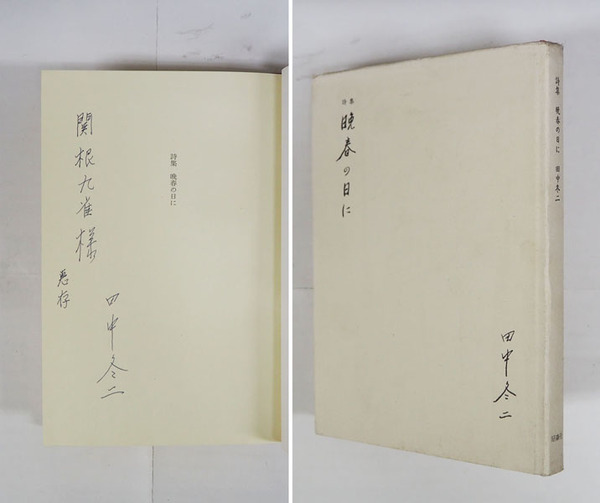 詩集 晩春の日に
関根九雀様
恵存
田中冬二
詩集
晩春の日に
田中冬二
詩集 晩春の日に 田中冬二